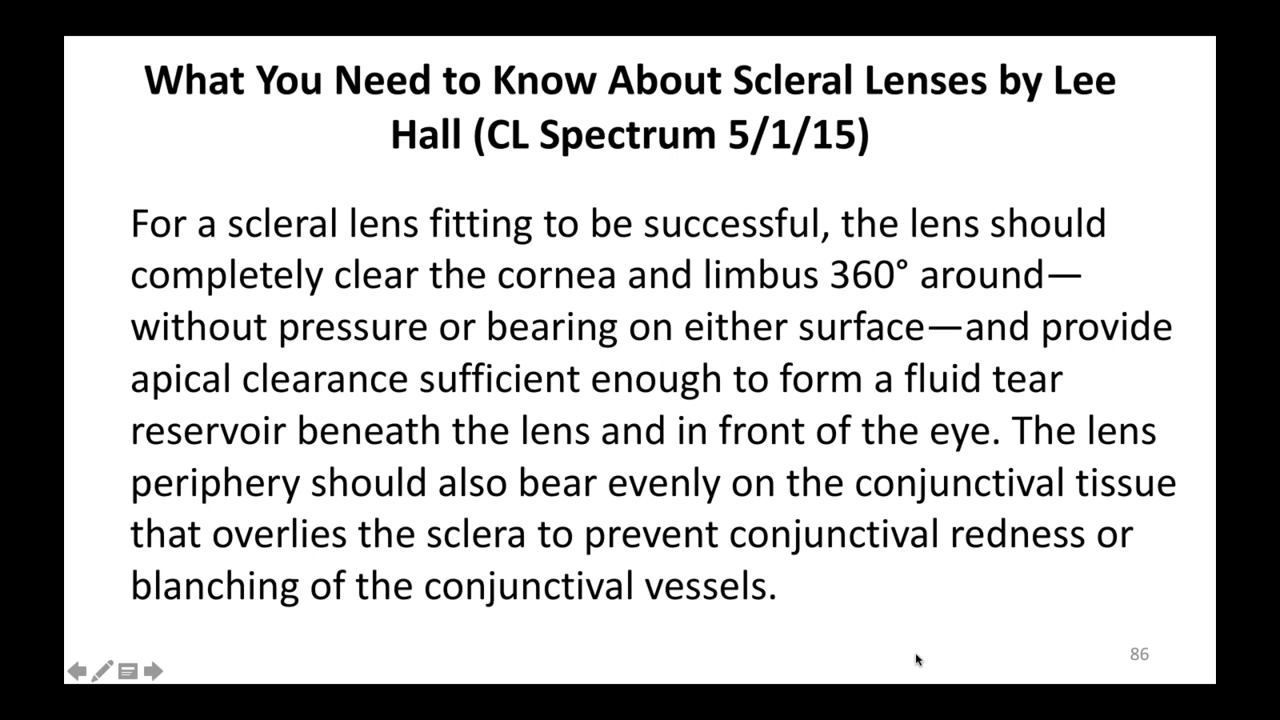 What You Need to Know About Scleral Lenses by Lee
Hall (CL Spectrum 5/1/15)
For a scleral lens fitting to be successful, the lens should
completely clear the cornea and limbus 360° around—
without pressure or bearing on either surface—and provide
apical clearance sufficient enough to form a fluid tear
reservoir beneath the lens and in front of the eye. The lens
periphery should also bear evenly on the conjunctival tissue
that overlies the sclera to prevent conjunctival redness or
blanching of the conjunctival vessels.
86